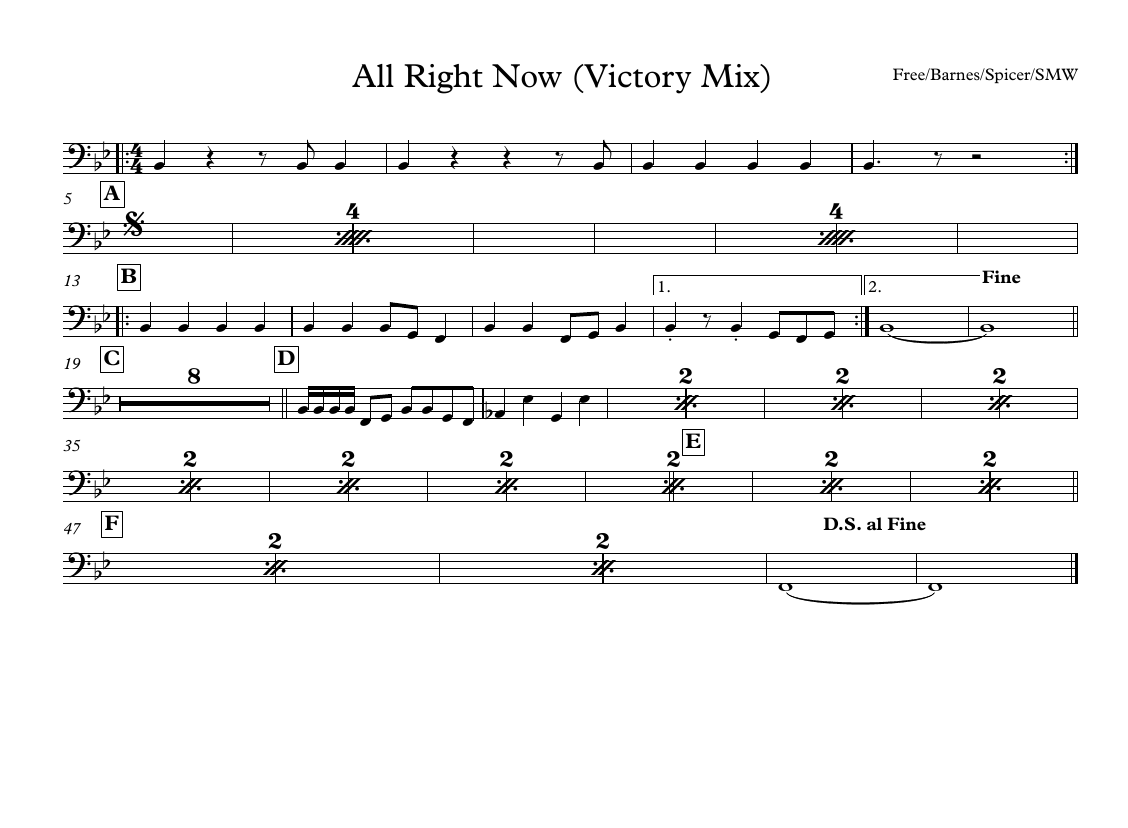 All Right Now (Victory Mix)
Free/Barnes/Spicer/SMW
4
4
5 A
4 4
13 B
1. 2. Fine
19 C D
8 2 2 2
35 E
2 2 2 2 2 2
47 F D.S. al Fine
2 2